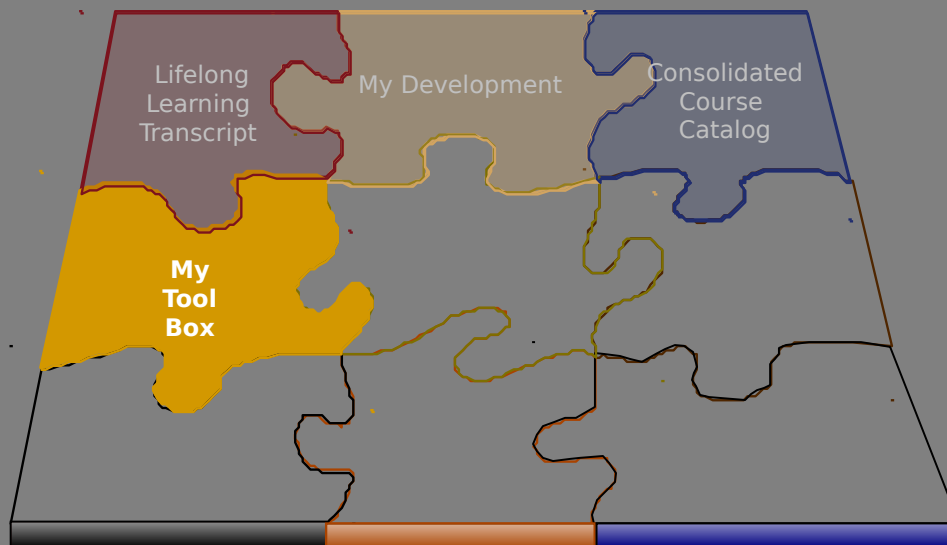 Lifelong
Learning
Transcript
My Development
Consolidated
Course
Catalog
My
Tool
Box